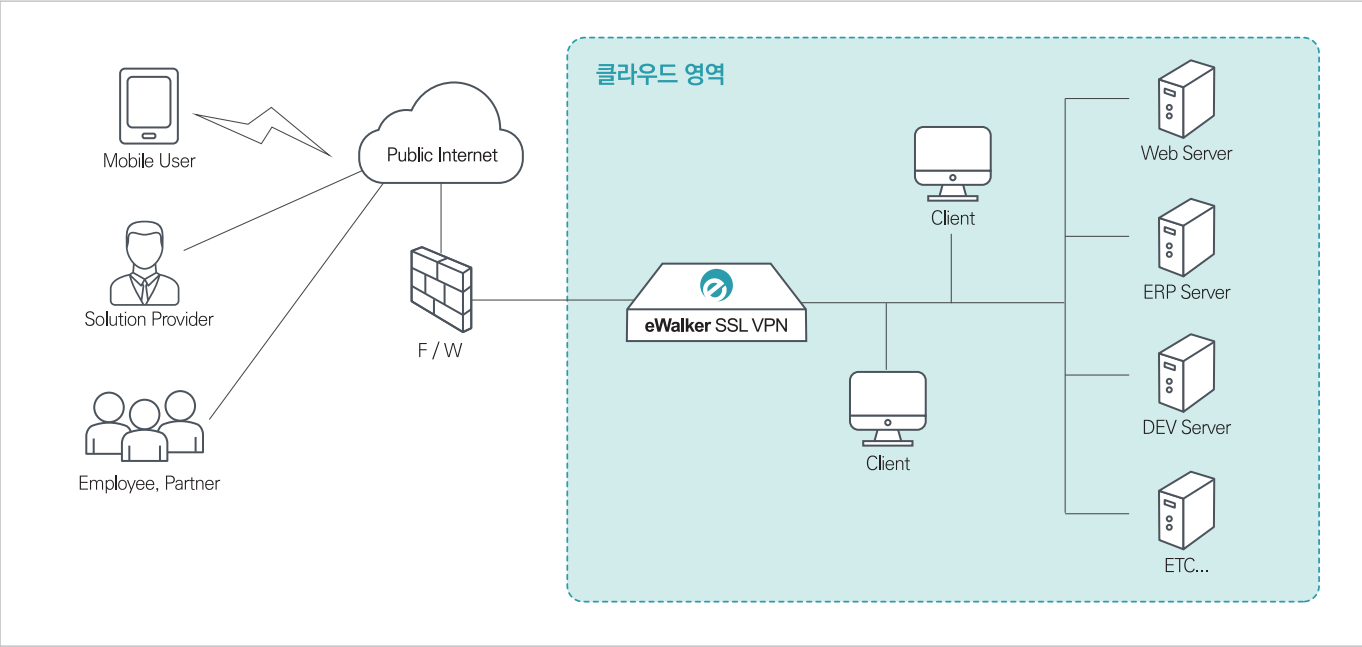 클라우드 영역
Mobile User
Public Internet
Web Server
Client
Solution Provider
ERP Server
eWalker SSL VPN
F / W
DEV Server
Client
Employee, Partner
ETC...